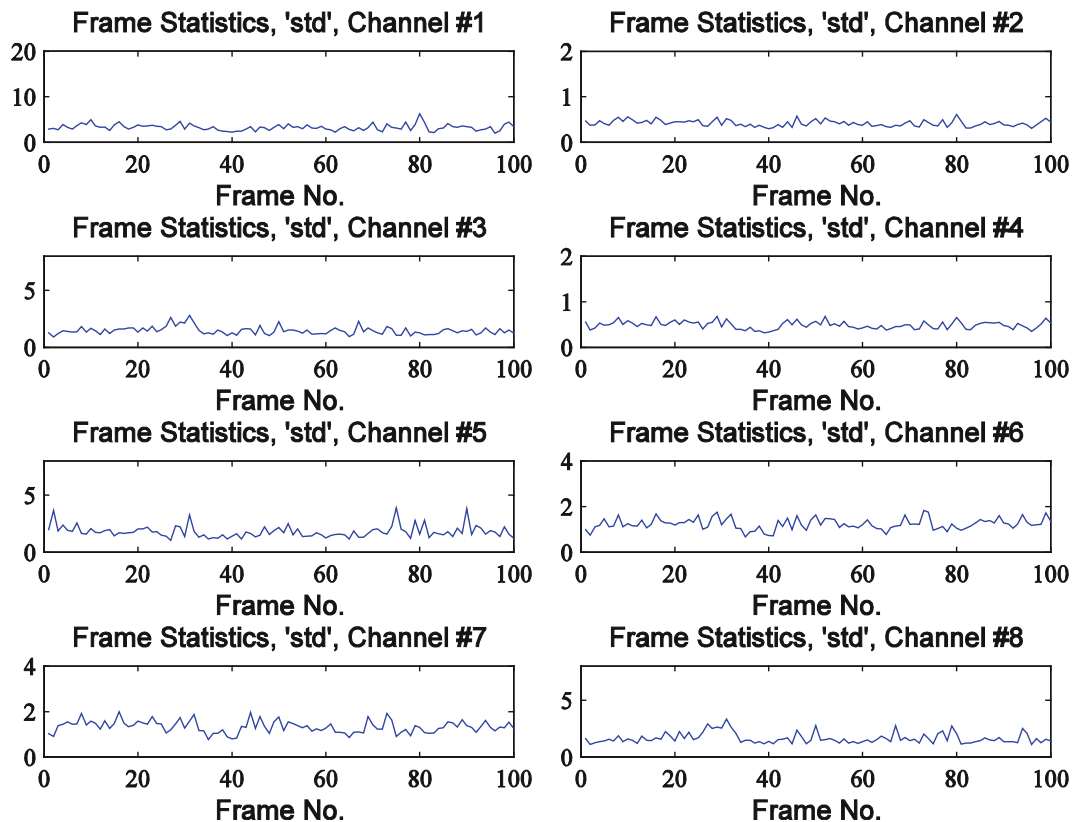 Frame Statistics, 'std', Channel #1
20
10
0
0 20 40 60 80 100
Frame No.
Frame Statistics, 'std', Channel #2
2
1
0
0 20 40 60 80 100
Frame No.
Frame Statistics, 'std', Channel #3
5
0
0 20 40 60 80 100
Frame No.
Frame Statistics, 'std', Channel #4
2
1
0
0 20 40 60 80 100
Frame No.
Frame Statistics, 'std', Channel #5
5
0
0 20 40 60 80 100
Frame No.
Frame Statistics, 'std', Channel #6
4
2
0
0 20 40 60 80 100
Frame No.
Frame Statistics, 'std', Channel #7
4
2
0
0 20 40 60 80 100
Frame No.
Frame Statistics, 'std', Channel #8
5
0
0 20 40 60 80 100
Frame No.